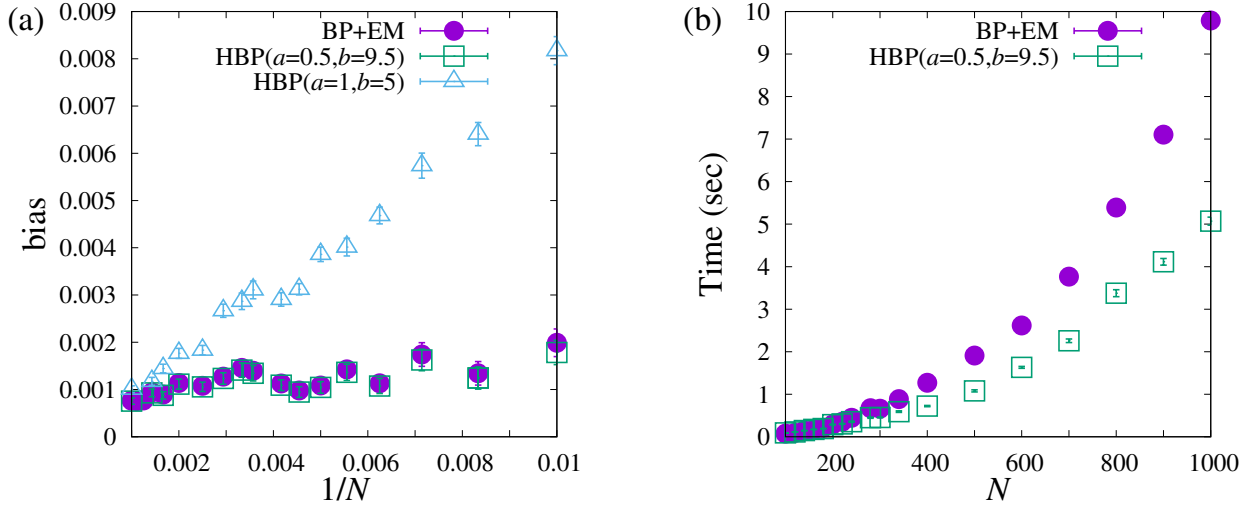 (a)
0.009
0.008
0.007
0.006
0.005
0.004
0.003
0.002
0.001
0
bias
BP+EM
HBP(a=0.5,b=9.5)
HBP(a=1,b=5)
0.002
0.004
0.006
0.008
0.01
1/N
(b)
10
9
8
7
6
5
4
3
2
1
0
Time (sec)
BP+EM
HBP(a=0.5,b=9.5)
200
400
600
800
1000
N